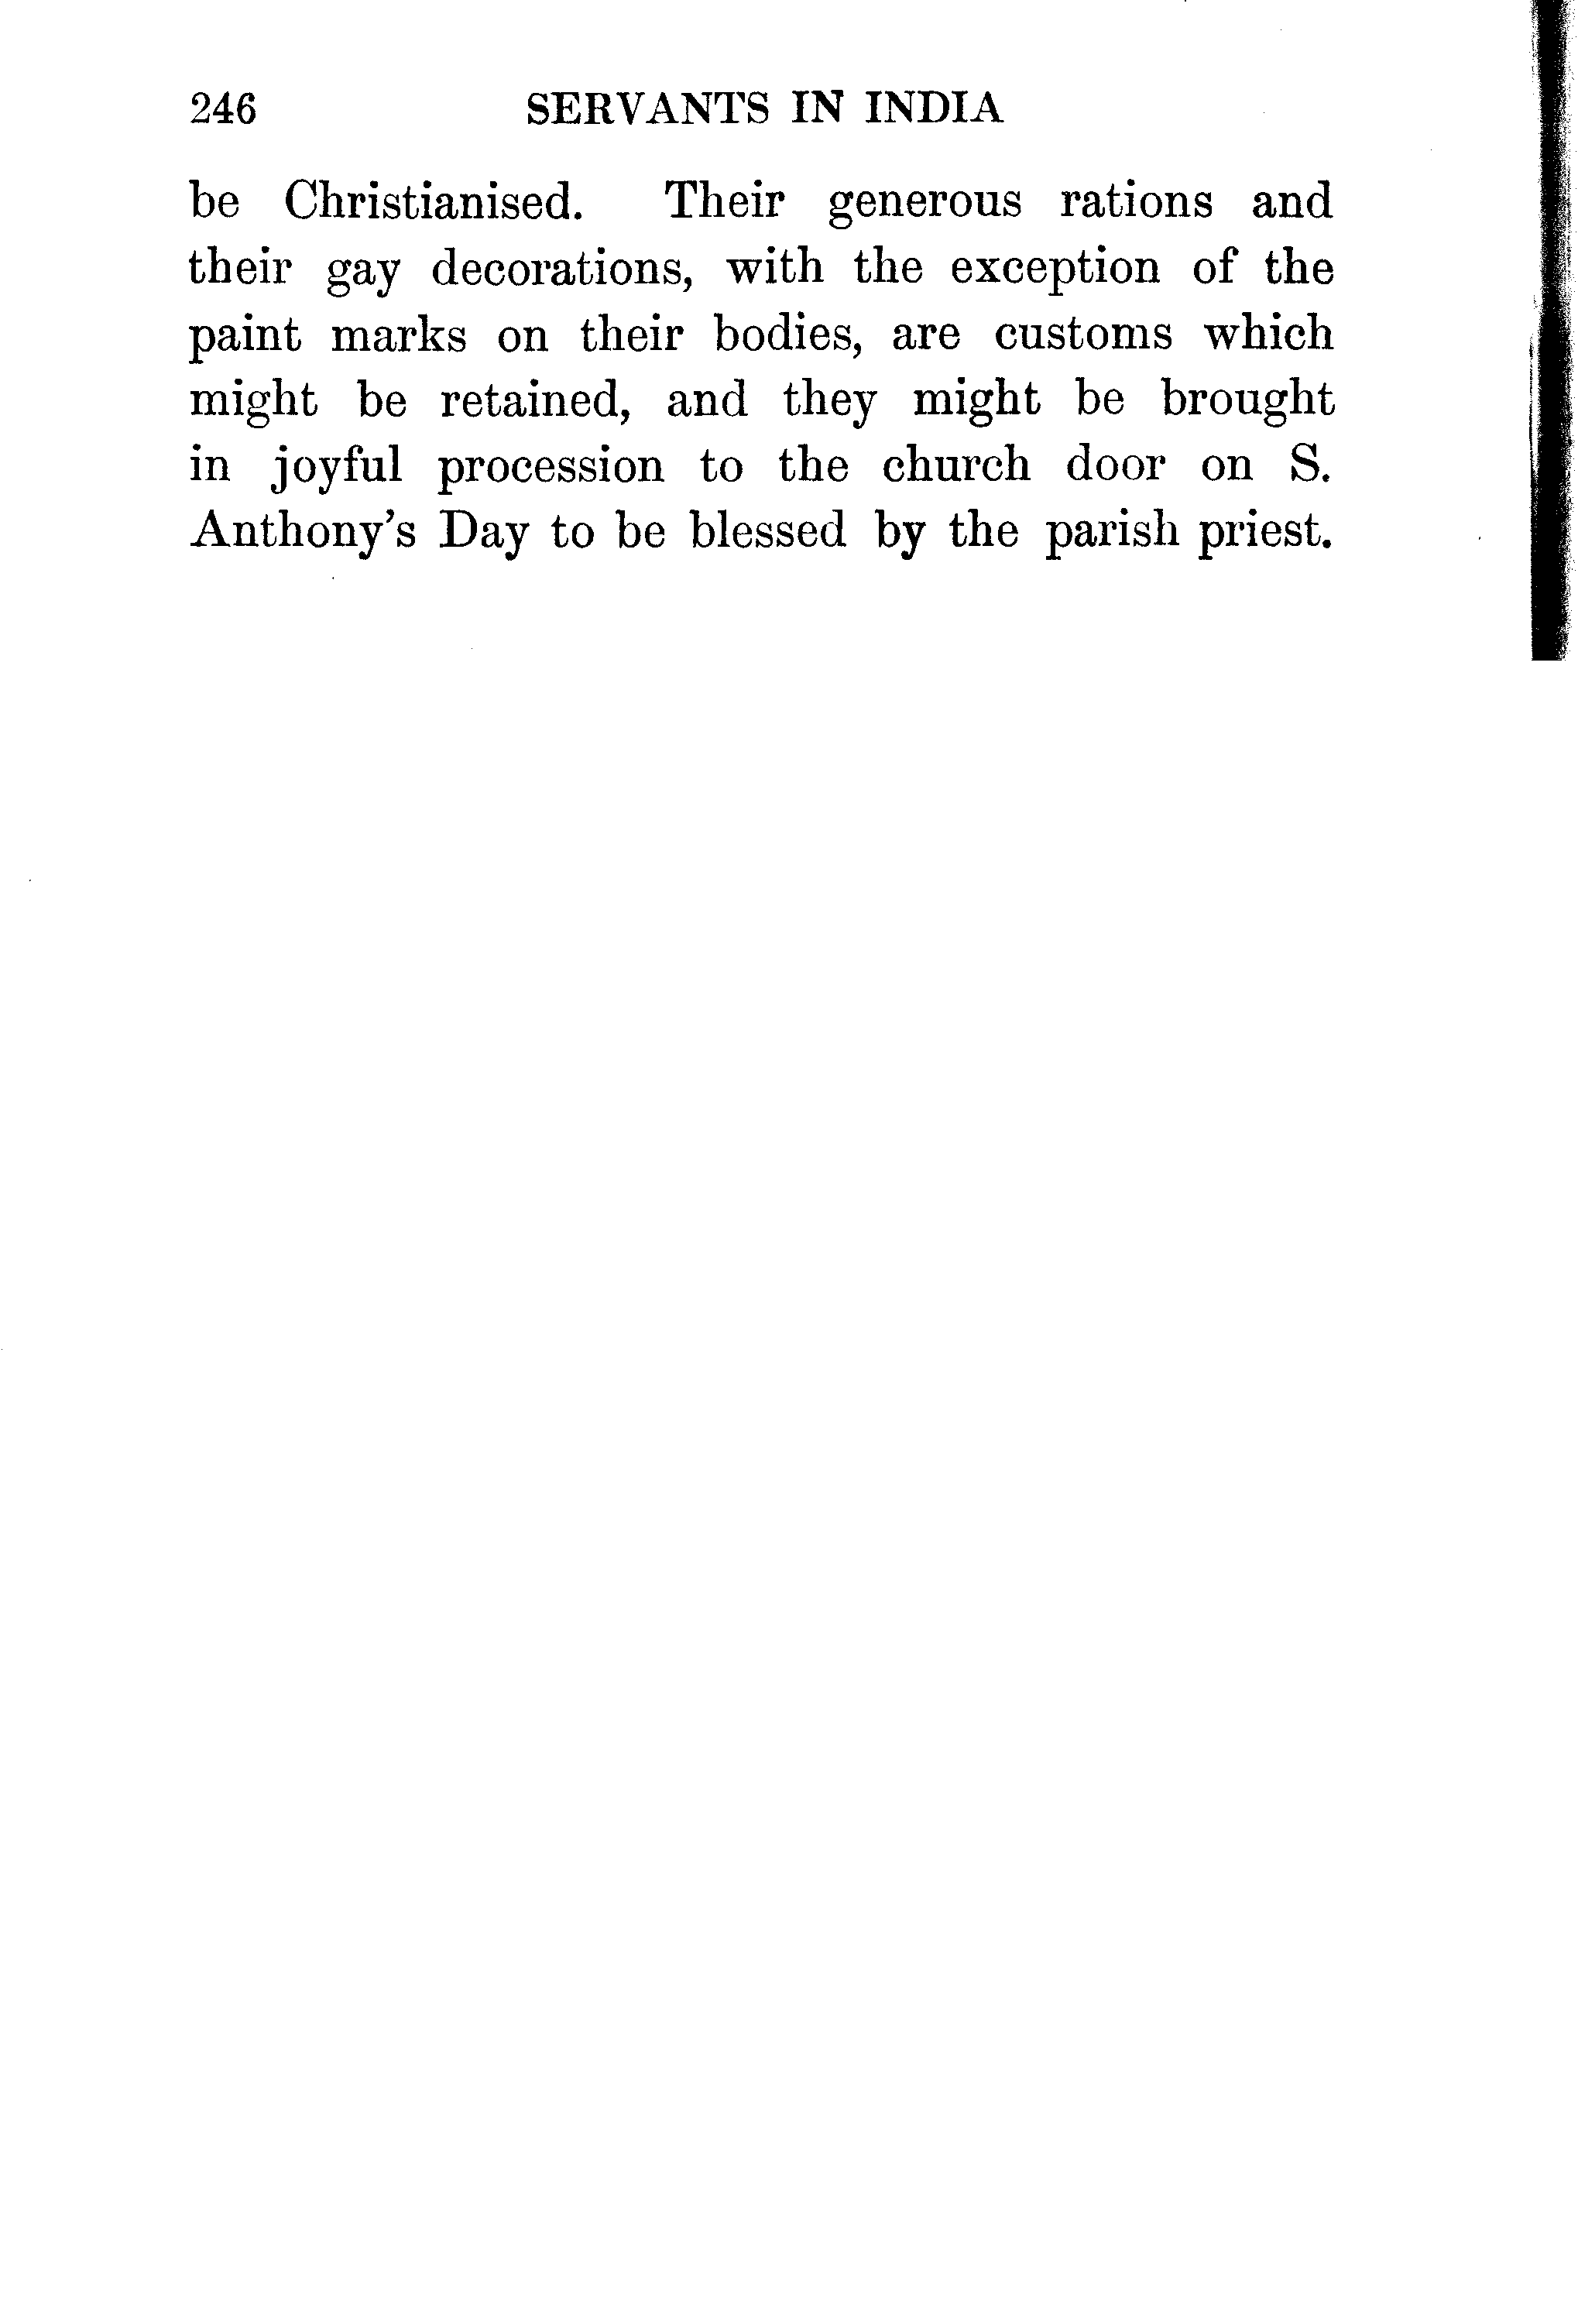 246 SERVANTS IN INDIA
be Christianised. Their generous rations and
their gay decorations, with the exception of the
paint marks on their bodies, are customs which
might be retained, and they might be brought
in joyful procession to the church door on S.
Anthony's Day to be blessed by the parish priest.